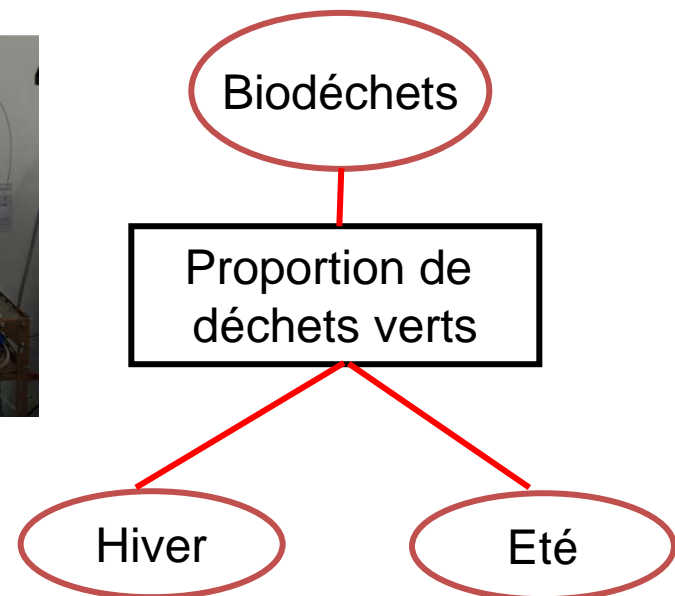 Biodéchets
Proportion de
déchets verts
Hiver
Eté